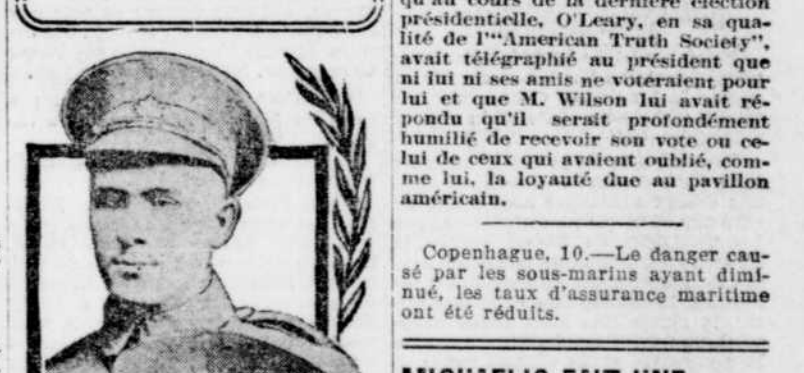 qu'au cours de la dernière élection
présidentielle, O'Leary, en sa qua-
lité de l'"American Truth Society",
avait télégraphié au président que
ni lui ni ses amis ne voteraient pour
lui et que M. Wilson lui avait ré-
pondu qu'il serait profondément
humilié de recevoir son vote ou ce-
lui de ceux qui avaient oublié, com-
me lui, la loyauté due au pavillon
américain.
Copenhague, 10.—Le danger cau-
sé par les sous-marins ayant dimi-
nué, les taux d'assurance maritime
ont été réduits.
MICHAELIS FAIT UNE